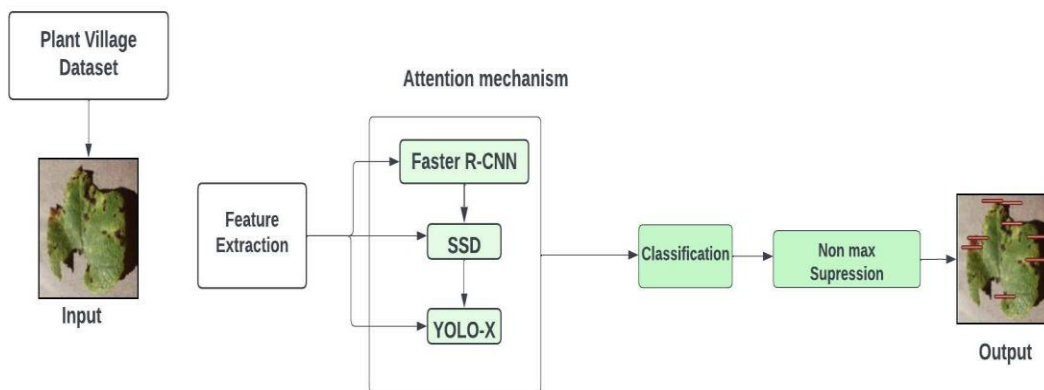 Plant Village
Dataset
Input
Feature
Extraction
Attention mechanism
Faster R-CNN
SSD
YOLO-X
Classification
Non max
Supression
Output